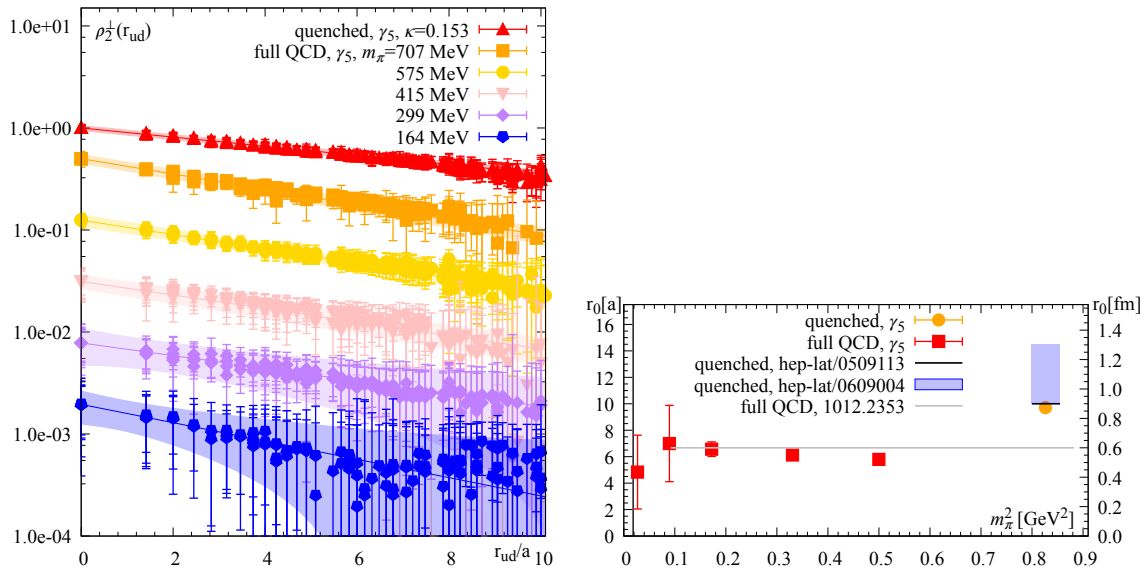 ρ₂⊥(r_ud)
quenched, γ₅, κ=0.153
full QCD, γ₅, m_π=707 MeV
575 MeV
415 MeV
299 MeV
164 MeV
1.0e+01
1.0e+00
1.0e-01
1.0e-02
1.0e-03
1.0e-04
0 2 4 6 8 10
r_ud/a
r₀[a]
r₀[fm]
quenched, γ₅
full QCD, γ₅
quenched, hep-lat/0509113
quenched, hep-lat/0609004
full QCD, 1012.2353
16
14
12
10
8
6
4
2
0
1.4
1.2
1.0
0.8
0.6
0.4
0.2
0.0
m_π² [GeV²]
0 0.1 0.2 0.3 0.4 0.5 0.6 0.7 0.8 0.9